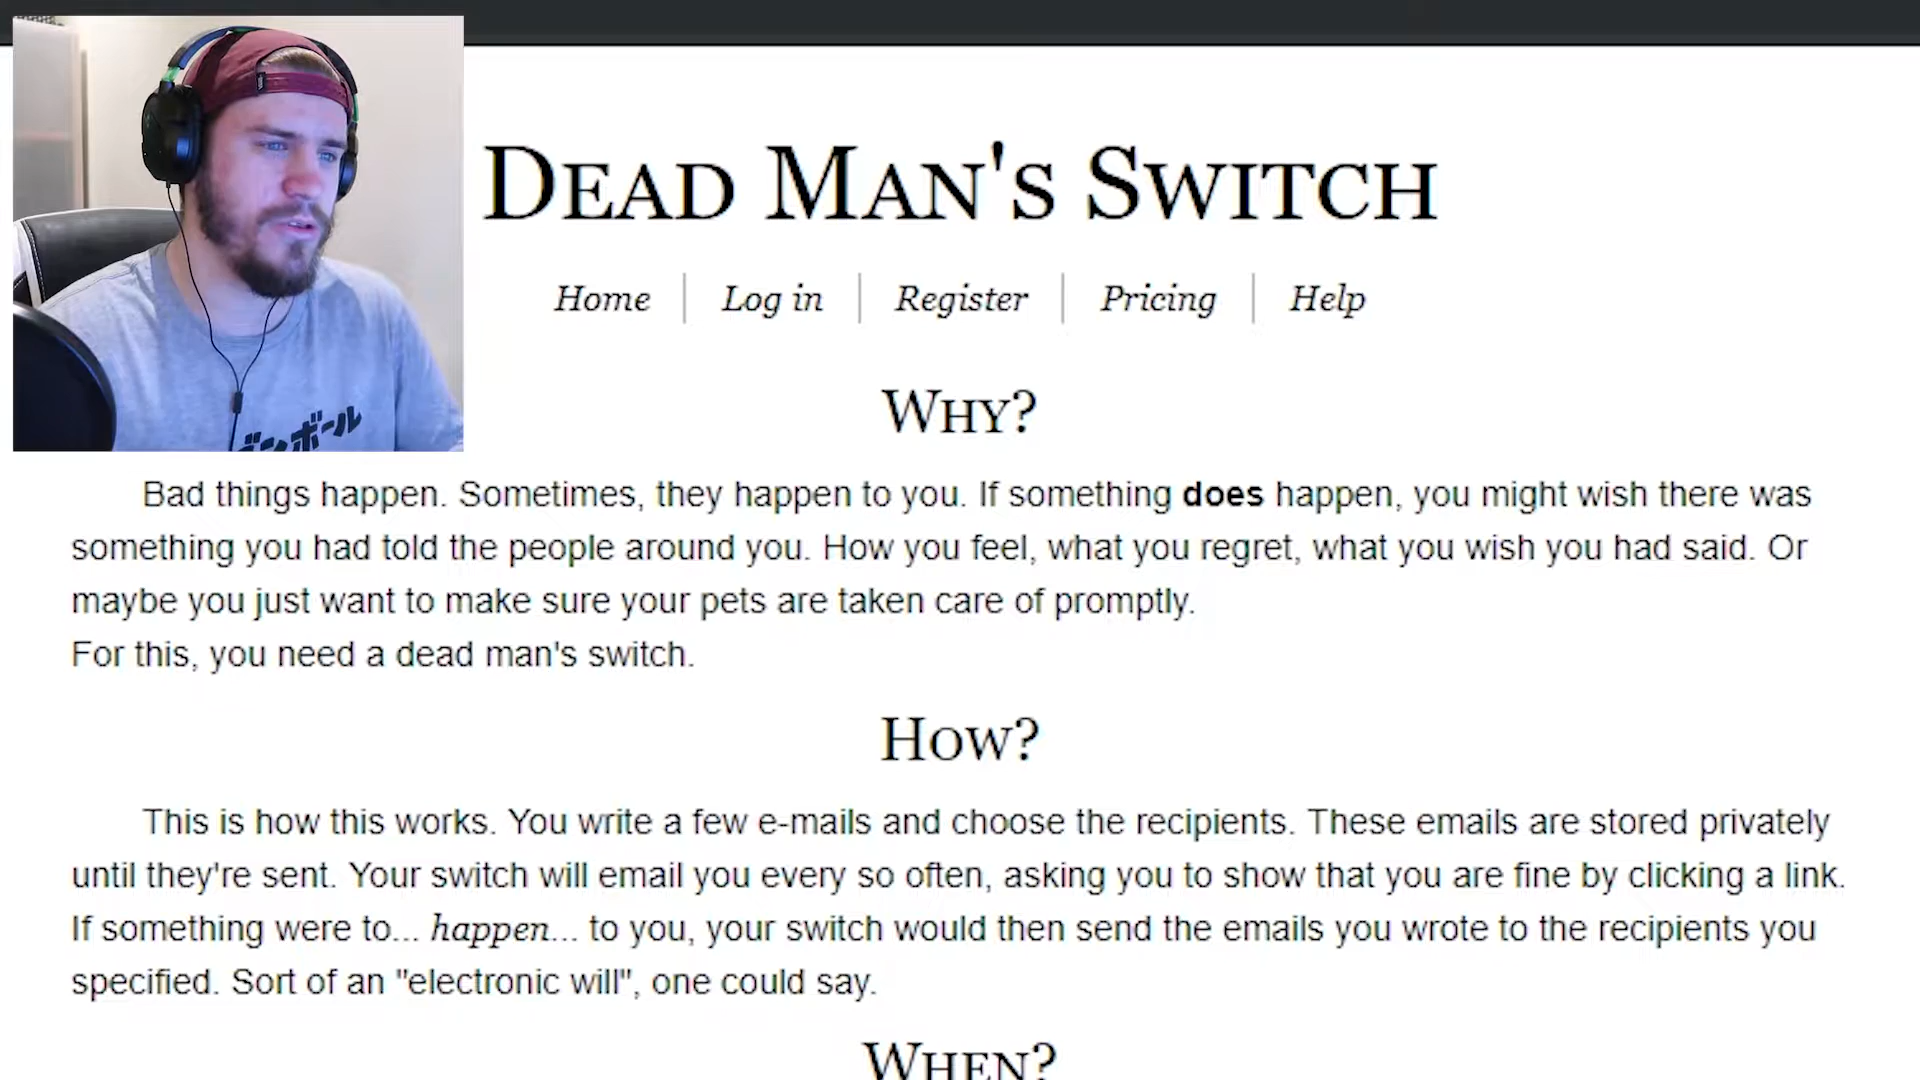 DEAD MAN'S SWITCH
Home | Log in | Register | Pricing | Help
WHY?
Bad things happen. Sometimes, they happen to you. If something does happen, you might wish there was
something you had told the people around you. How you feel, what you regret, what you wish you had said. Or
maybe you just want to make sure your pets are taken care of promptly.
For this, you need a dead man's switch.
HOW?
This is how this works. You write a few e-mails and choose the recipients. These emails are stored privately
until they're sent. Your switch will email you every so often, asking you to show that you are fine by clicking a link.
If something were to... happen... to you, your switch would then send the emails you wrote to the recipients you
specified. Sort of an "electronic will", one could say.
WHEN?